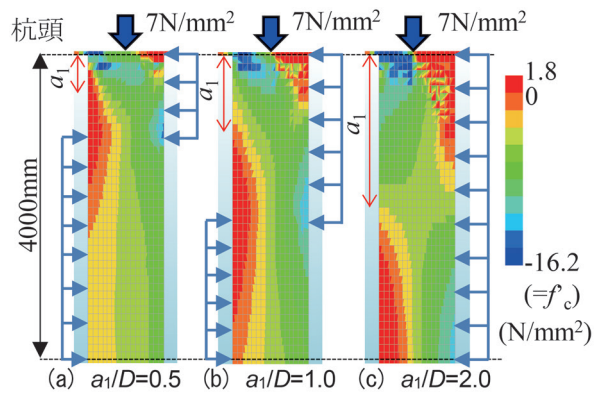 杭頭
7N/mm²
7N/mm²
7N/mm²
a₁
a₁
a₁
4000mm
1.8
0
-16.2
(=f'c)
(N/mm²)
(a) a₁/D=0.5
(b) a₁/D=1.0
(c) a₁/D=2.0